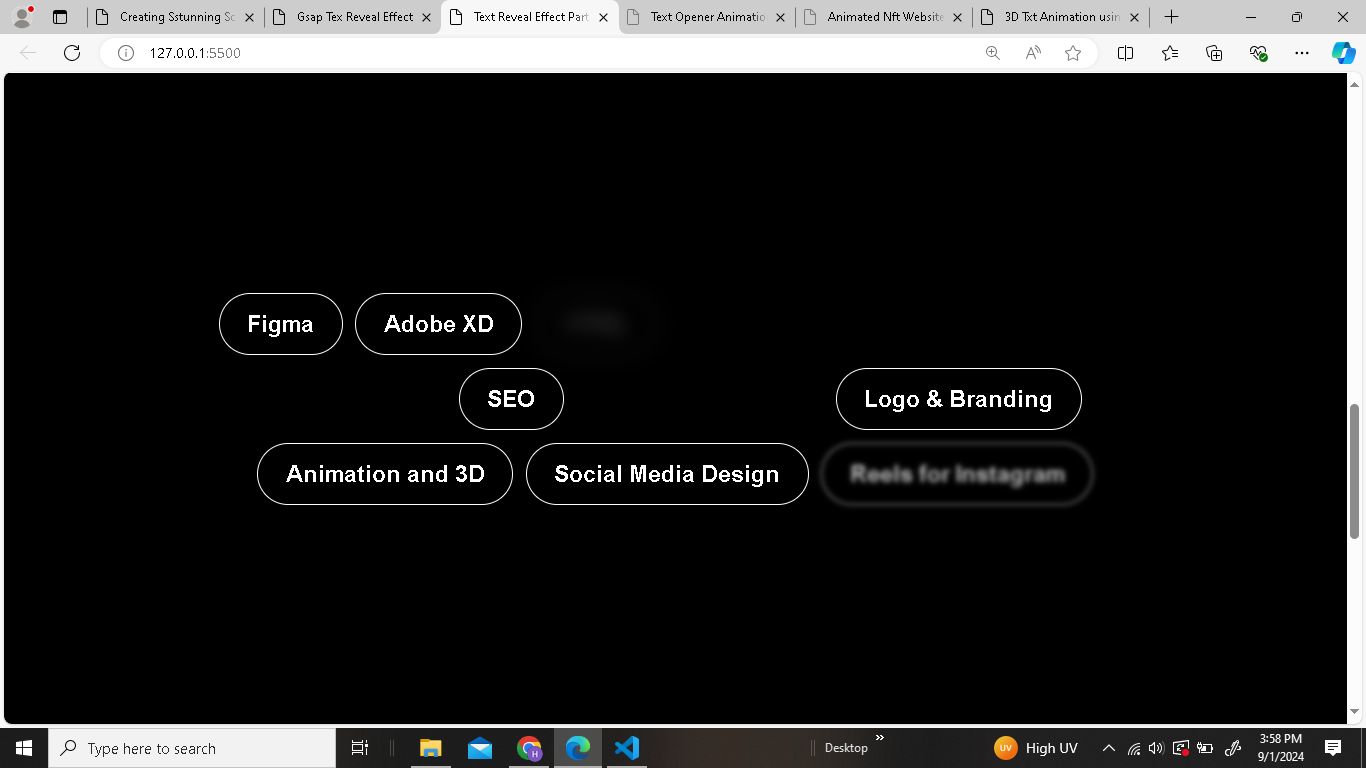 Creating Sstunning Sc
Gsap Tex Reveal Effect
Text Reveal Effect Part
Text Opener Animatio
Animated Nft Website
3D Txt Animation usin
127.0.0.1:5500
Figma
Adobe XD
SEO
Logo & Branding
Animation and 3D
Social Media Design
Reels for Instagram
Type here to search
H
Desktop
UV
High UV
3:58 PM
9/1/2024